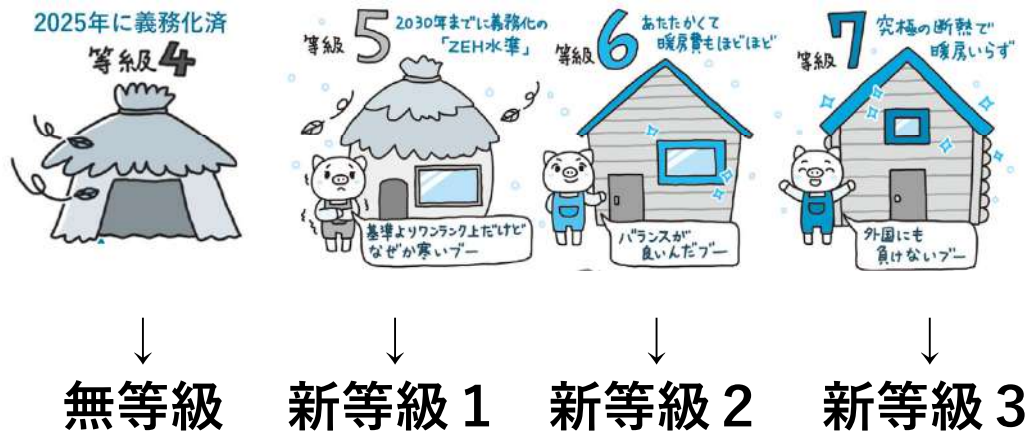 2025年に義務化済
等級4
等級5
2030年までに義務化の
「ZEH水準」
基準よりワンランク上だけど
なぜか寒いブー
等級6
あたたかくて
暖房費もほどほど
バランスが
良いんだブー
等級7
究極の断熱で
暖房いらず
外国にも
負けないブー
↓ ↓ ↓ ↓
無等級 新等級1 新等級2 新等級3